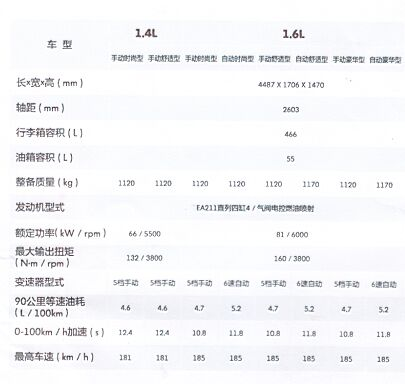 车 型 1.4L 1.6L
手动时尚型 手动舒适型 手动时尚型 自动时尚型 手动舒适型 自动舒适型 手动豪华型 自动豪华型
长×宽×高 ( mm ) 4487 X 1706 X 1470
轴距 ( mm ) 2603
行李箱容积 ( L ) 466
油箱容积 ( L ) 55
整备质量 ( kg ) 1120 1120 1120 1120 1120 1170 1120 1170
发动机型式 EA211直列四缸4 / 气阀电控燃油喷射
额定功率( kW / rpm ) 66 / 5500 81 / 6000
最大输出扭矩
( N·m / rpm ) 132 / 3800 160 / 3800
变速器型式 5档手动 5档手动 5档手动 6速自动 5档手动 6速自动 5档手动 6速自动
90公里等速油耗
( L / 100km ) 4.6 4.6 4.7 5.2 4.7 5.2 4.7 5.2
0-100km / h加速 ( s ) 12.4 12.4 10.8 11.8 10.8 11.8 10.8 11.8
最高车速 ( km / h ) 181 181 185 185 185 185 185 185